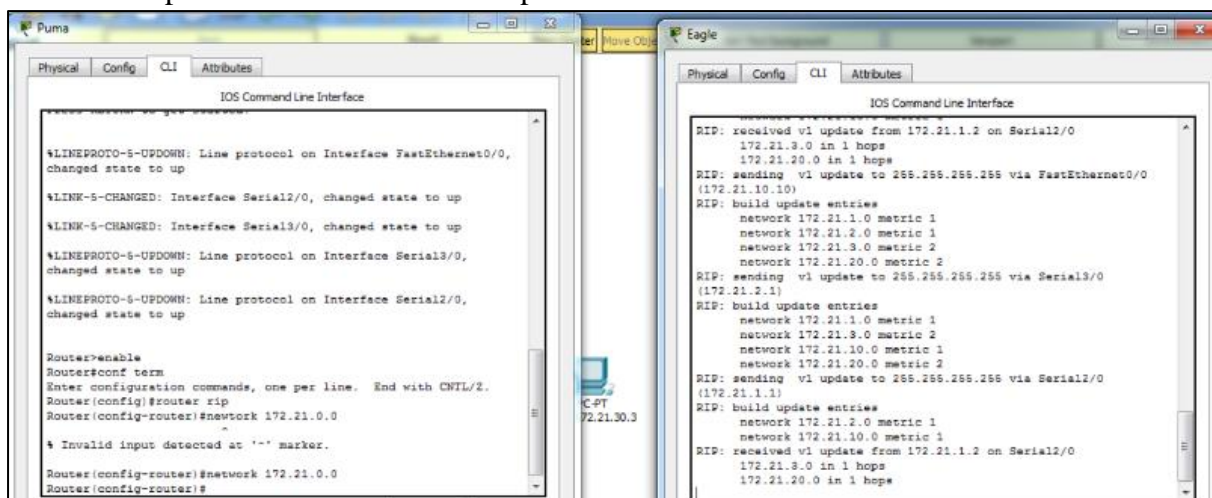 Puma
Physical Config CLI Attributes
IOS Command Line Interface
%LINEPROTO-5-UPDOWN: Line protocol on Interface FastEthernet0/0,
changed state to up
%LINK-5-CHANGED: Interface Serial2/0, changed state to up
%LINK-5-CHANGED: Interface Serial3/0, changed state to up
%LINEPROTO-5-UPDOWN: Line protocol on Interface Serial3/0,
changed state to up
%LINEPROTO-5-UPDOWN: Line protocol on Interface Serial2/0,
changed state to up
Router>enable
Router#conf term
Enter configuration commands, one per line. End with CNTL/Z.
Router(config)#router rip
Router(config-router)#newtork 172.21.0.0
^
% Invalid input detected at '^' marker.
Router(config-router)#network 172.21.0.0
Router(config-router)#
Move Obje
C-PT
72.21.30.3
Eagle
Physical Config CLI Attributes
IOS Command Line Interface
RIP: received v1 update from 172.21.1.2 on Serial2/0
172.21.3.0 in 1 hops
172.21.20.0 in 1 hops
RIP: sending v1 update to 255.255.255.255 via FastEthernet0/0
(172.21.10.10)
RIP: build update entries
network 172.21.1.0 metric 1
network 172.21.2.0 metric 1
network 172.21.3.0 metric 2
network 172.21.20.0 metric 2
RIP: sending v1 update to 255.255.255.255 via Serial3/0
(172.21.2.1)
RIP: build update entries
network 172.21.1.0 metric 1
network 172.21.3.0 metric 2
network 172.21.10.0 metric 1
network 172.21.20.0 metric 2
RIP: sending v1 update to 255.255.255.255 via Serial2/0
(172.21.1.1)
RIP: build update entries
network 172.21.2.0 metric 1
network 172.21.10.0 metric 1
RIP: received v1 update from 172.21.1.2 on Serial2/0
172.21.3.0 in 1 hops
172.21.20.0 in 1 hops